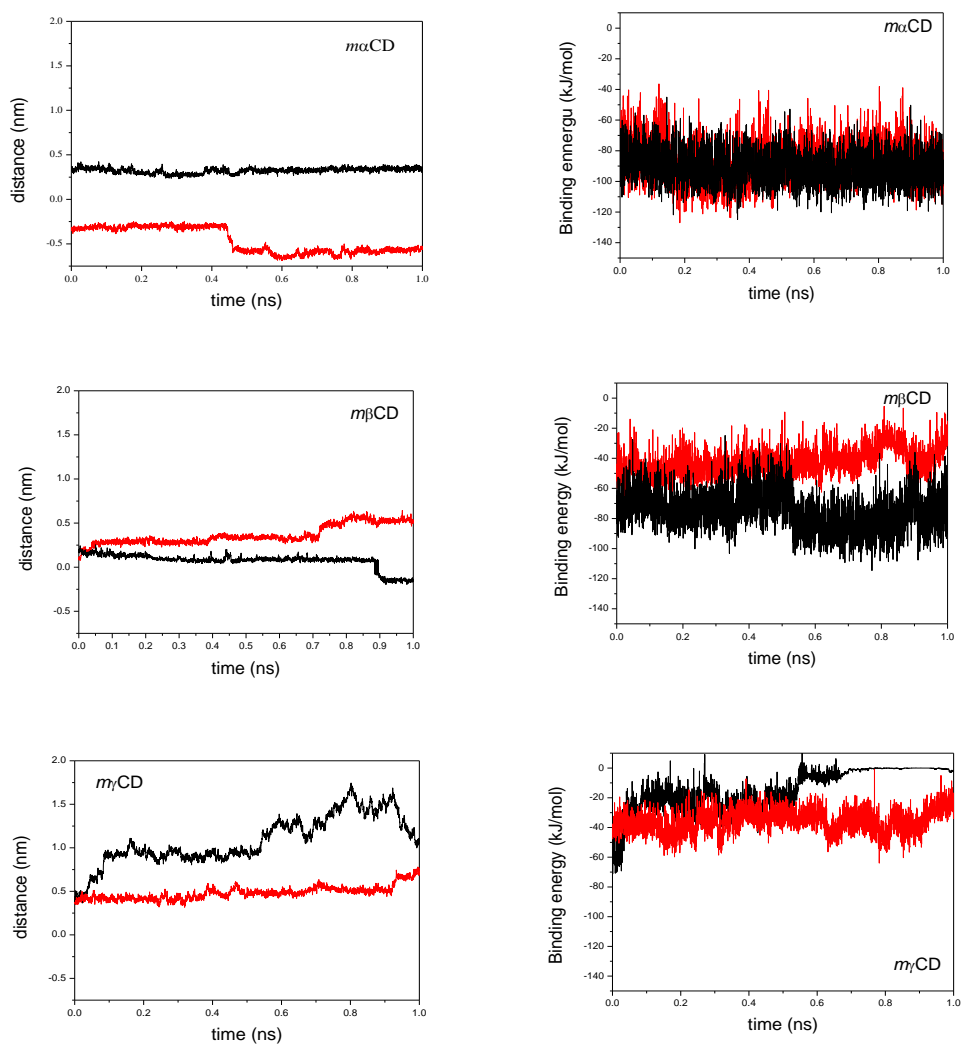 mαCD
2.0
1.5
1.0
0.5
0.0
-0.5
distance (nm)
0.0 0.2 0.4 0.6 0.8 1.0
time (ns)
mαCD
0
-20
-40
-60
-80
-100
-120
-140
Binding ennergu (kJ/mol)
0.0 0.2 0.4 0.6 0.8 1.0
time (ns)
mβCD
2.0
1.5
1.0
0.5
0.0
-0.5
distance (nm)
0.0 0.1 0.2 0.3 0.4 0.5 0.6 0.7 0.8 0.9 1.0
time (ns)
mβCD
0
-20
-40
-60
-80
-100
-120
-140
Binding energy (kJ/mol)
0.0 0.2 0.4 0.6 0.8 1.0
time (ns)
mγCD
2.0
1.5
1.0
0.5
0.0
-0.5
distance (nm)
0.0 0.2 0.4 0.6 0.8 1.0
time (ns)
0
-20
-40
-60
-80
-100
-120
-140
Binding energy (kJ/mol)
mγCD
0.0 0.2 0.4 0.6 0.8 1.0
time (ns)